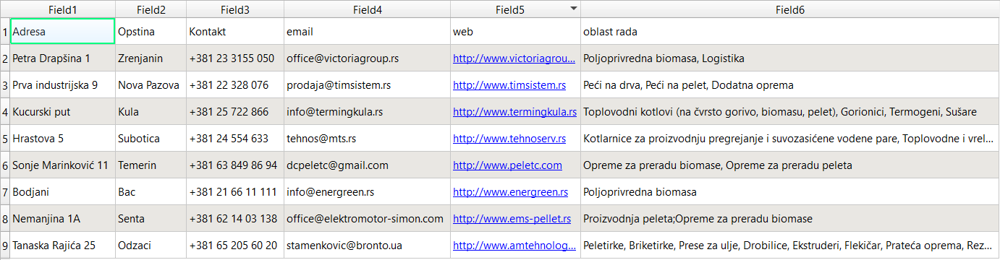 Field1 Field2 Field3 Field4 Field5 Field6
1 Adresa Opstina Kontakt email web oblast rada
2 Petra Drapšina 1 Zrenjanin +381 23 3155 050 office@victoriagroup.rs http://www.victoriagrou... Poljoprivredna biomasa, Logistika
3 Prva industrijska 9 Nova Pazova +381 22 328 076 prodaja@timsistem.rs http://www.timsistem.rs Peći na drva, Peći na pelet, Dodatna oprema
4 Kucurski put Kula +381 25 722 866 info@termingkula.rs http://www.termingkula.rs Toplovodni kotlovi (na čvrsto gorivo, biomasu, pelet), Gorionici, Termogeni, Sušare
5 Hrastova 5 Subotica +381 24 554 633 tehnos@mts.rs http://www.tehnoserv.rs Kotlarnice za proizvodnju pregrejanje i suvozasićene vodene pare, Toplovodne i vrel...
6 Sonje Marinković 11 Temerin +381 63 849 86 94 dcpeletc@gmail.com http://www.peletc.com Opreme za preradu biomase, Opreme za preradu peleta
7 Bodjani Bac +381 21 66 11 111 info@energreen.rs http://www.energreen.rs Poljoprivredna biomasa
8 Nemanjina 1A Senta +381 62 14 03 138 office@elektromotor-simon.com http://www.ems-pellet.rs Proizvodnja peleta;Opreme za preradu biomase
9 Tanaska Rajića 25 Odzaci +381 65 205 60 20 stamenkovic@bronto.ua http://www.amtehnolog... Peletirke, Briketirke, Prese za ulje, Drobilice, Ekstruderi, Flekičar, Prateća oprema, Rez...